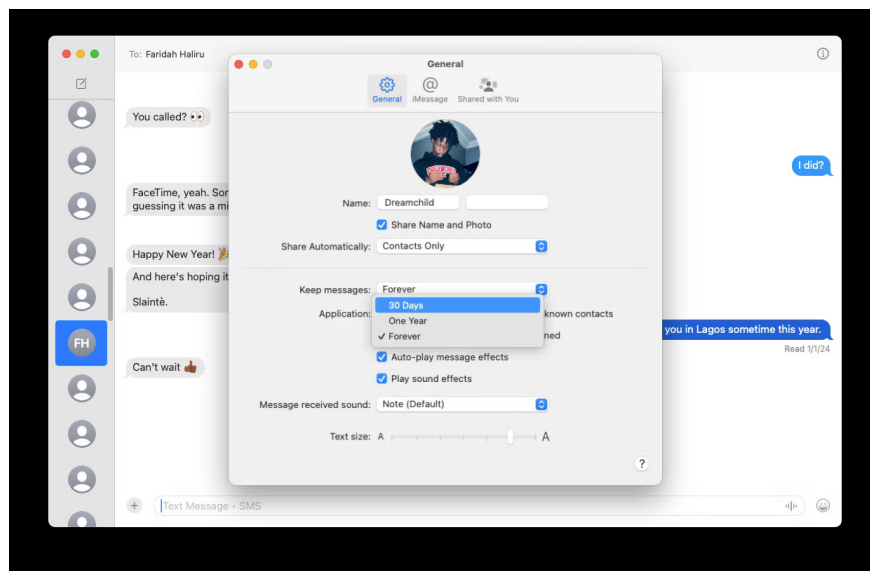 To: Faridah Haliru
You called? 👀
I did?
FaceTime, yeah. Sor
guessing it was a mi
Happy New Year! 🎉
And here's hoping it
Slaintè.
you in Lagos sometime this year.
Read 1/1/24
FH
Can't wait 👍🏾
Text Message • SMS
General
General
iMessage
Shared with You
Name: Dreamchild
Share Name and Photo
Share Automatically: Contacts Only
Keep messages: Forever
30 Days
One Year
✓ Forever
Application:
known contacts
ned
Auto-play message effects
Play sound effects
Message received sound: Note (Default)
Text size: A A
?